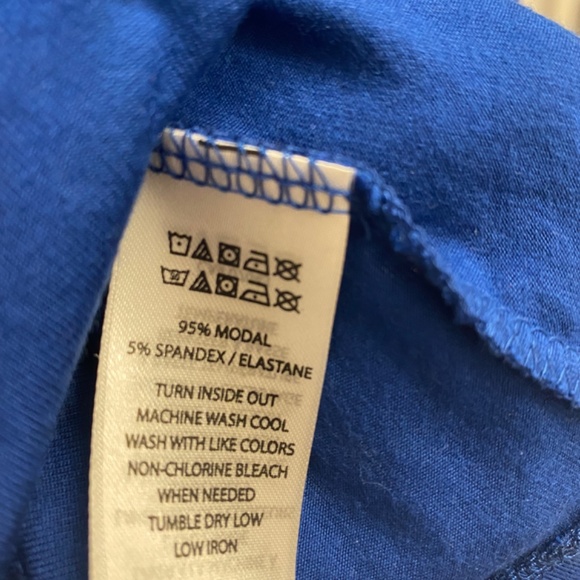 95% MODAL
5% SPANDEX / ELASTANE
TURN INSIDE OUT
MACHINE WASH COOL
WASH WITH LIKE COLORS
NON-CHLORINE BLEACH
WHEN NEEDED
TUMBLE DRY LOW
LOW IRON